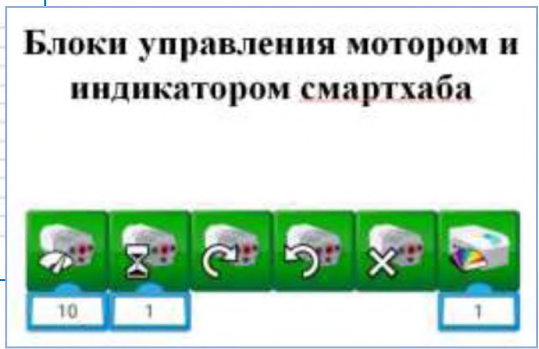 Блоки управления мотором и
индикатором смартхаба
10 1 1